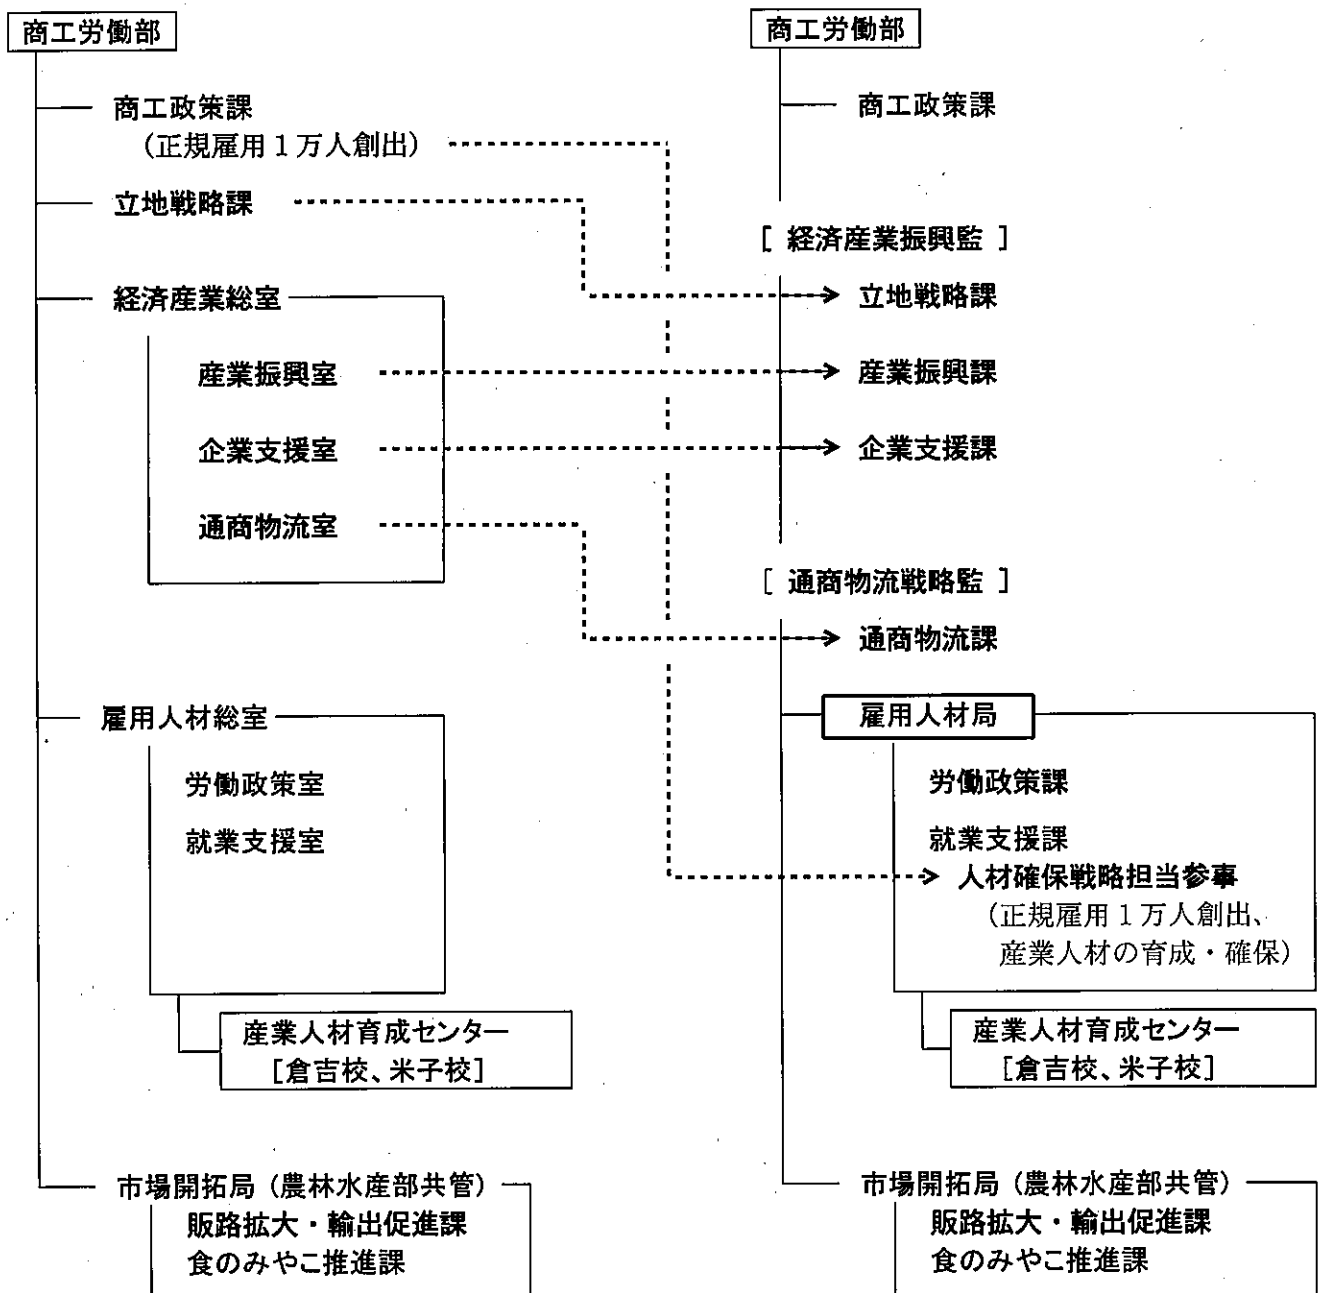 商工労働部
商工政策課
（正規雇用１万人創出）
立地戦略課
経済産業総室
産業振興室
企業支援室
通商物流室
雇用人材総室
労働政策室
就業支援室
産業人材育成センター
［倉吉校、米子校］
市場開拓局（農林水産部共管）
販路拡大・輸出促進課
食のみやこ推進課
商工労働部
商工政策課
［ 経済産業振興監 ］
立地戦略課
産業振興課
企業支援課
［ 通商物流戦略監 ］
通商物流課
雇用人材局
労働政策課
就業支援課
人材確保戦略担当参事
（正規雇用１万人創出、
産業人材の育成・確保）
産業人材育成センター
［倉吉校、米子校］
市場開拓局（農林水産部共管）
販路拡大・輸出促進課
食のみやこ推進課